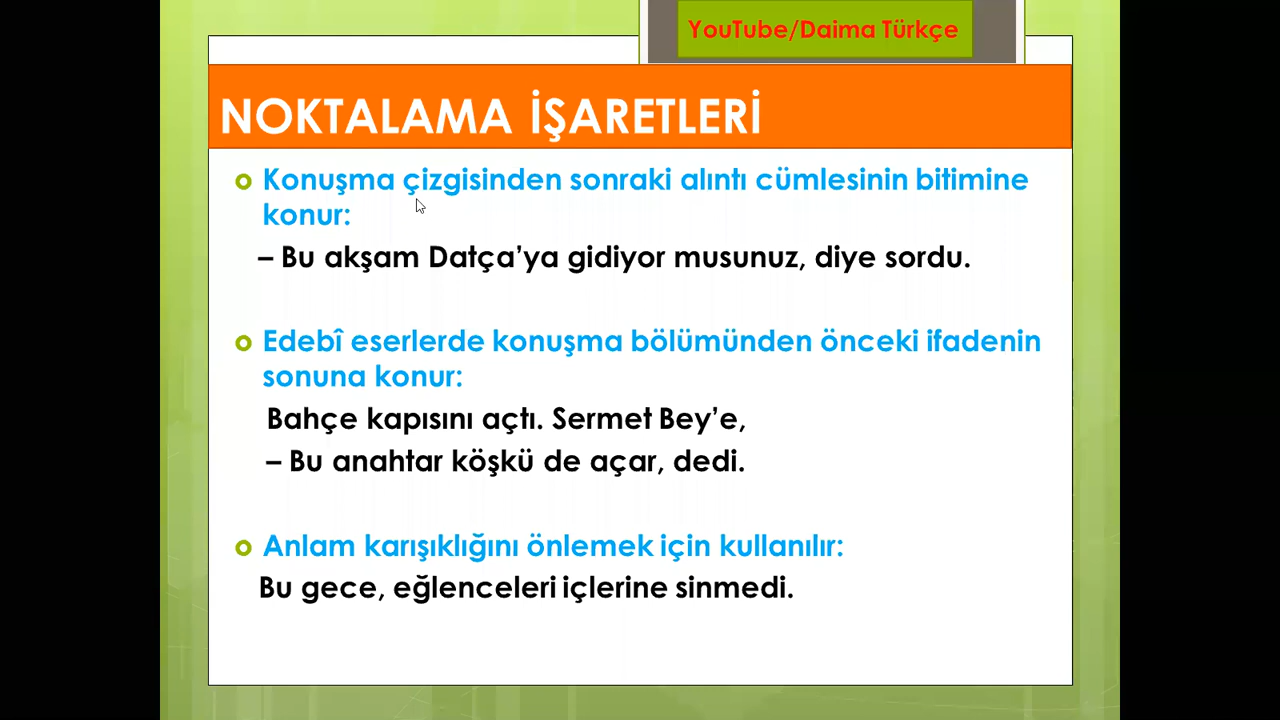 YouTube/Daima Türkçe
NOKTALAMA İŞARETLERİ
Konuşma çizgisinden sonraki alıntı cümlesinin bitimine
konur:
– Bu akşam Datça’ya gidiyor musunuz, diye sordu.
Edebî eserlerde konuşma bölümünden önceki ifadenin
sonuna konur:
Bahçe kapısını açtı. Sermet Bey’e,
– Bu anahtar köşkü de açar, dedi.
Anlam karışıklığını önlemek için kullanılır:
Bu gece, eğlenceleri içlerine sinmedi.